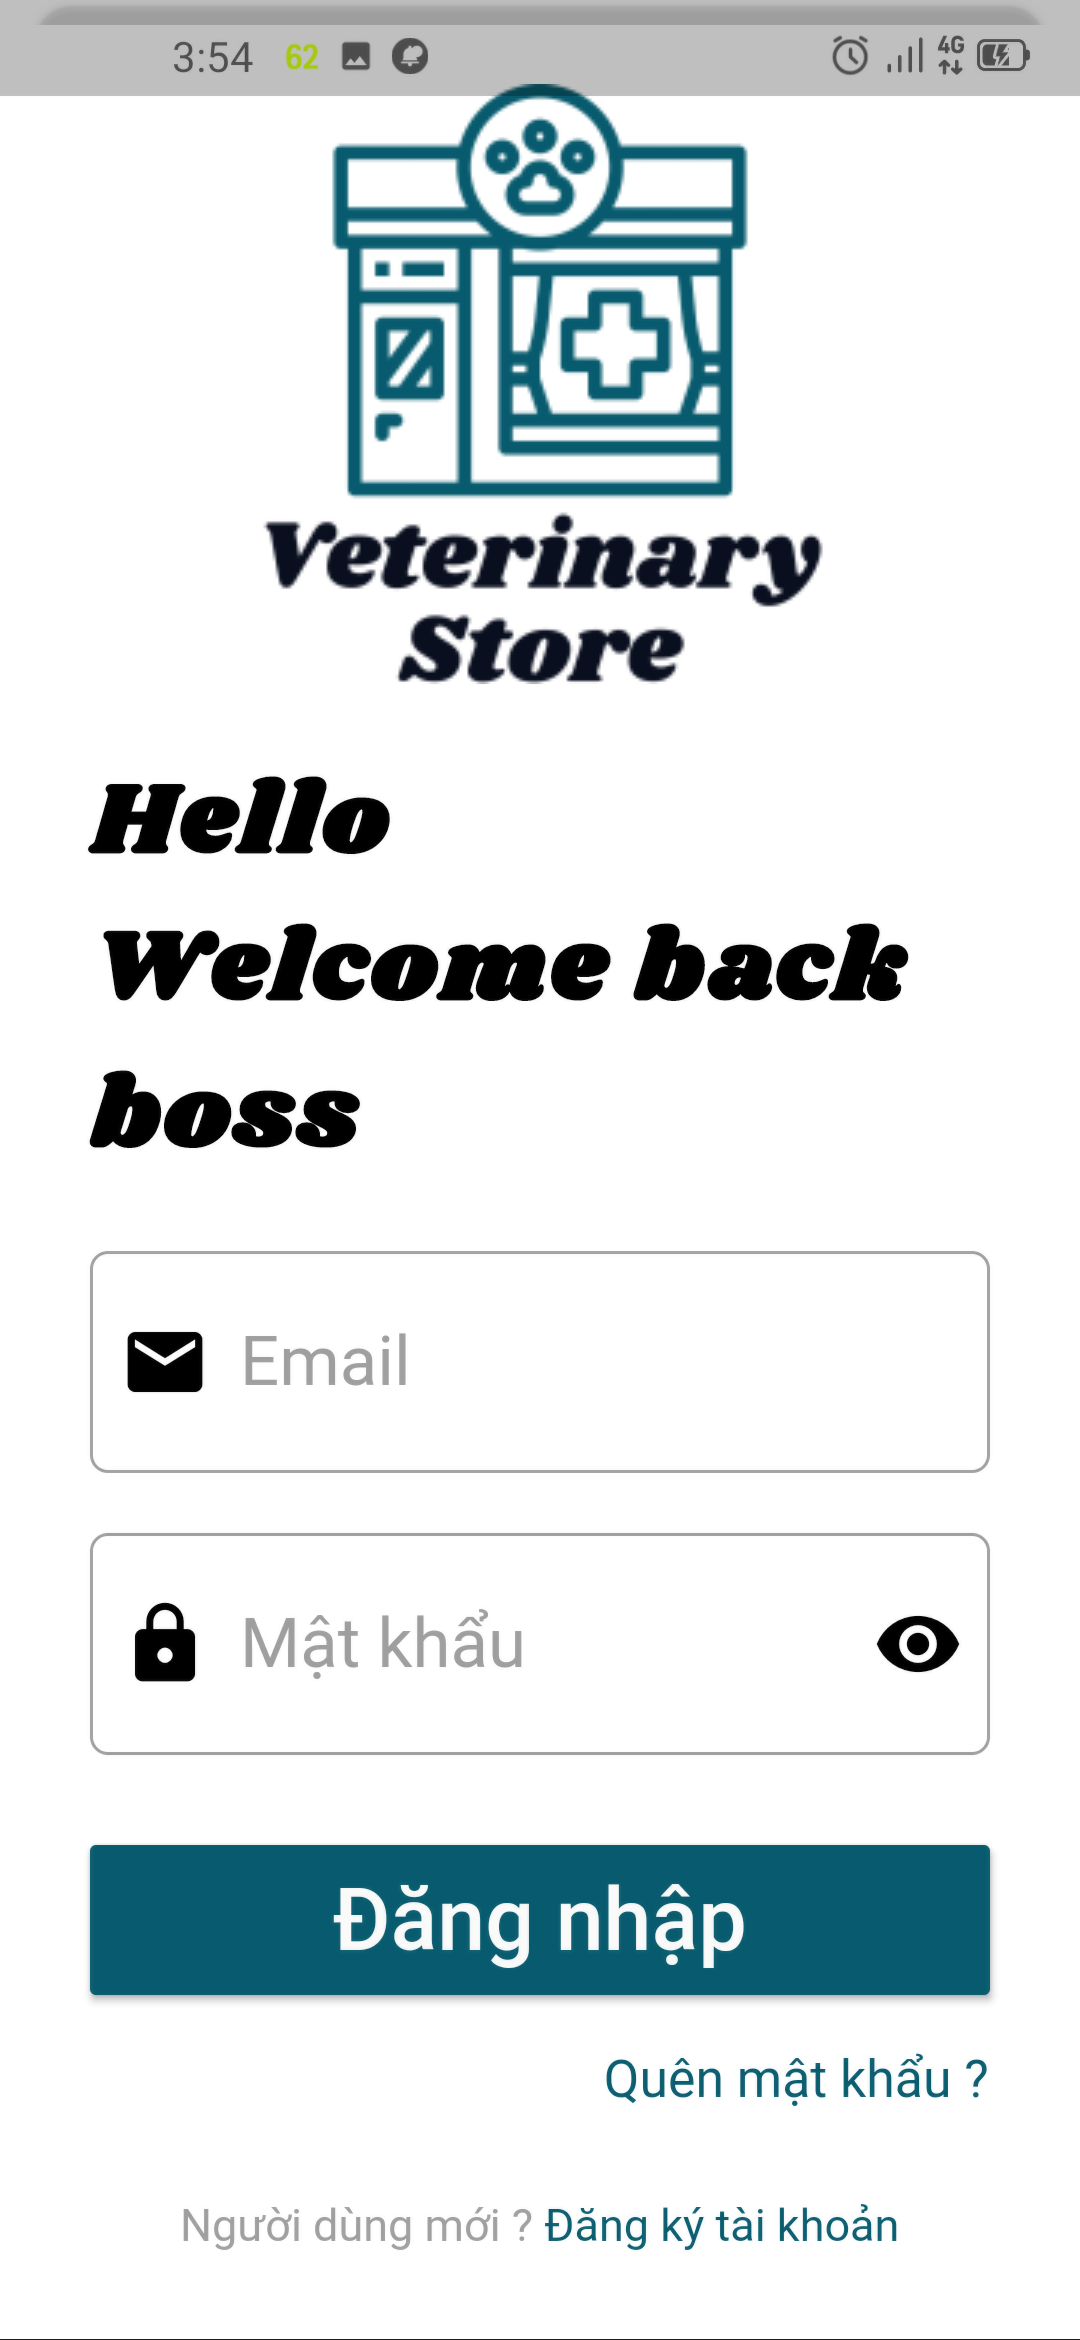 3:54 62 4G
Veterinary
Store
Hello
Welcome back
boss
Email
Mật khẩu
Đăng nhập
Quên mật khẩu ?
Người dùng mới ? Đăng ký tài khoản